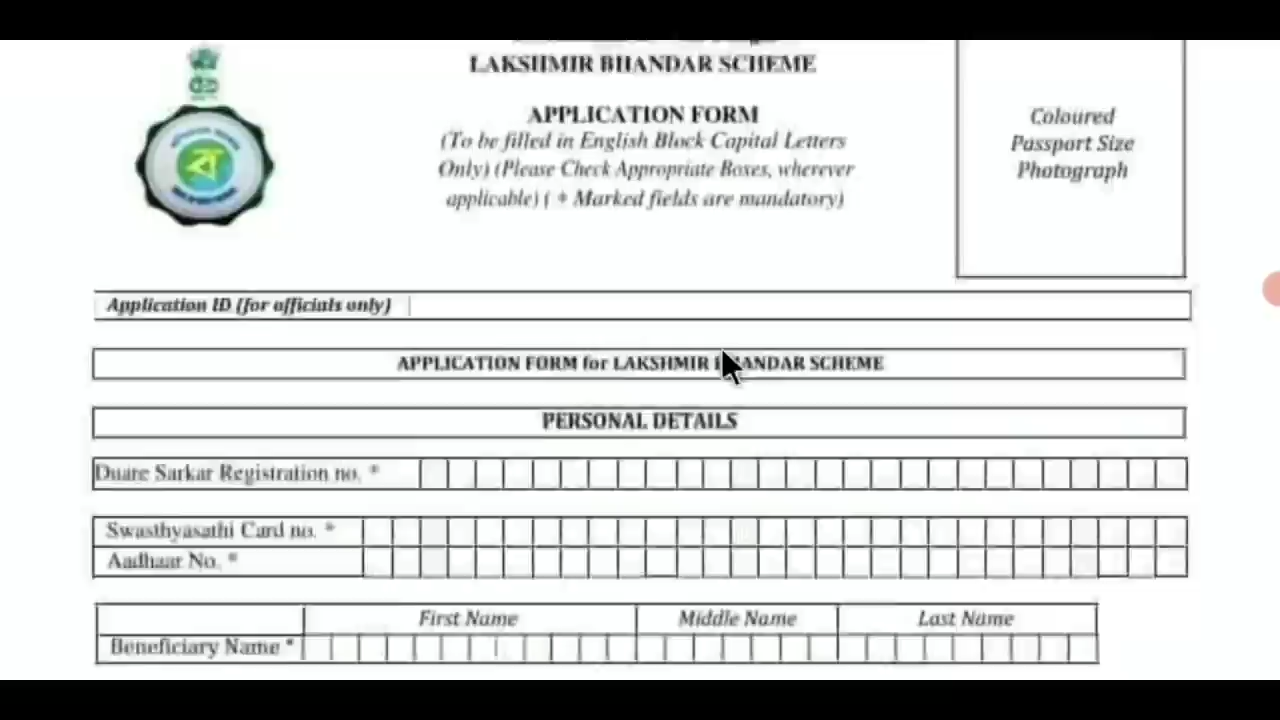 LAKSHMIR BHANDAR SCHEME
APPLICATION FORM
(To be filled in English Block Capital Letters
Only) (Please Check Appropriate Boxes, wherever
applicable) ( * Marked fields are mandatory)
Coloured
Passport Size
Photograph
ব
Application ID (for officials only)
APPLICATION FORM for LAKSHMIR BHANDAR SCHEME
PERSONAL DETAILS
Duare Sarkar Registration no. *
Swasthyasathi Card no. *
Aadhaar No. *
First Name Middle Name Last Name
Beneficiary Name *